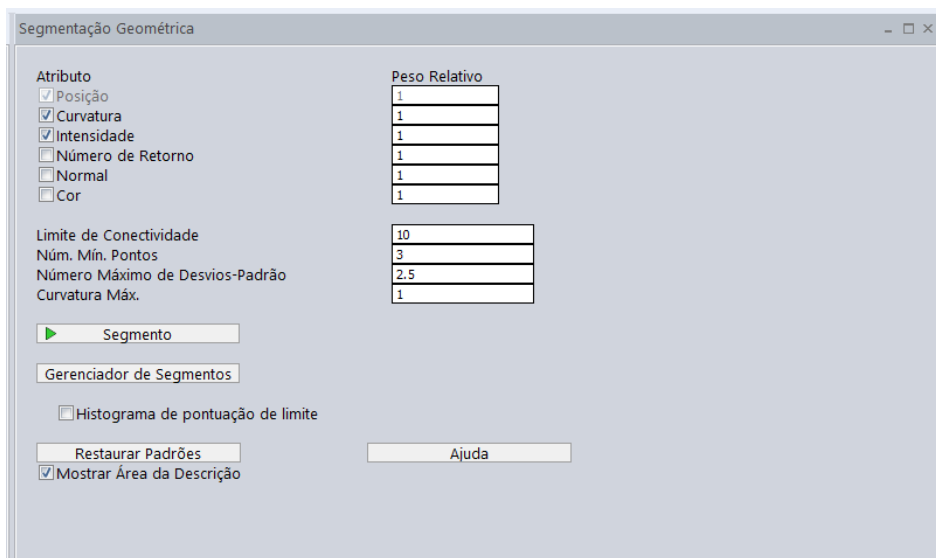 Segmentação Geométrica
Atributo Peso Relativo
Posição 1
Curvatura 1
Intensidade 1
Número de Retorno 1
Normal 1
Cor 1
Limite de Conectividade 10
Núm. Mín. Pontos 3
Número Máximo de Desvios-Padrão 2.5
Curvatura Máx. 1
Segmento
Gerenciador de Segmentos
Histograma de pontuação de limite
Restaurar Padrões Ajuda
Mostrar Área da Descrição